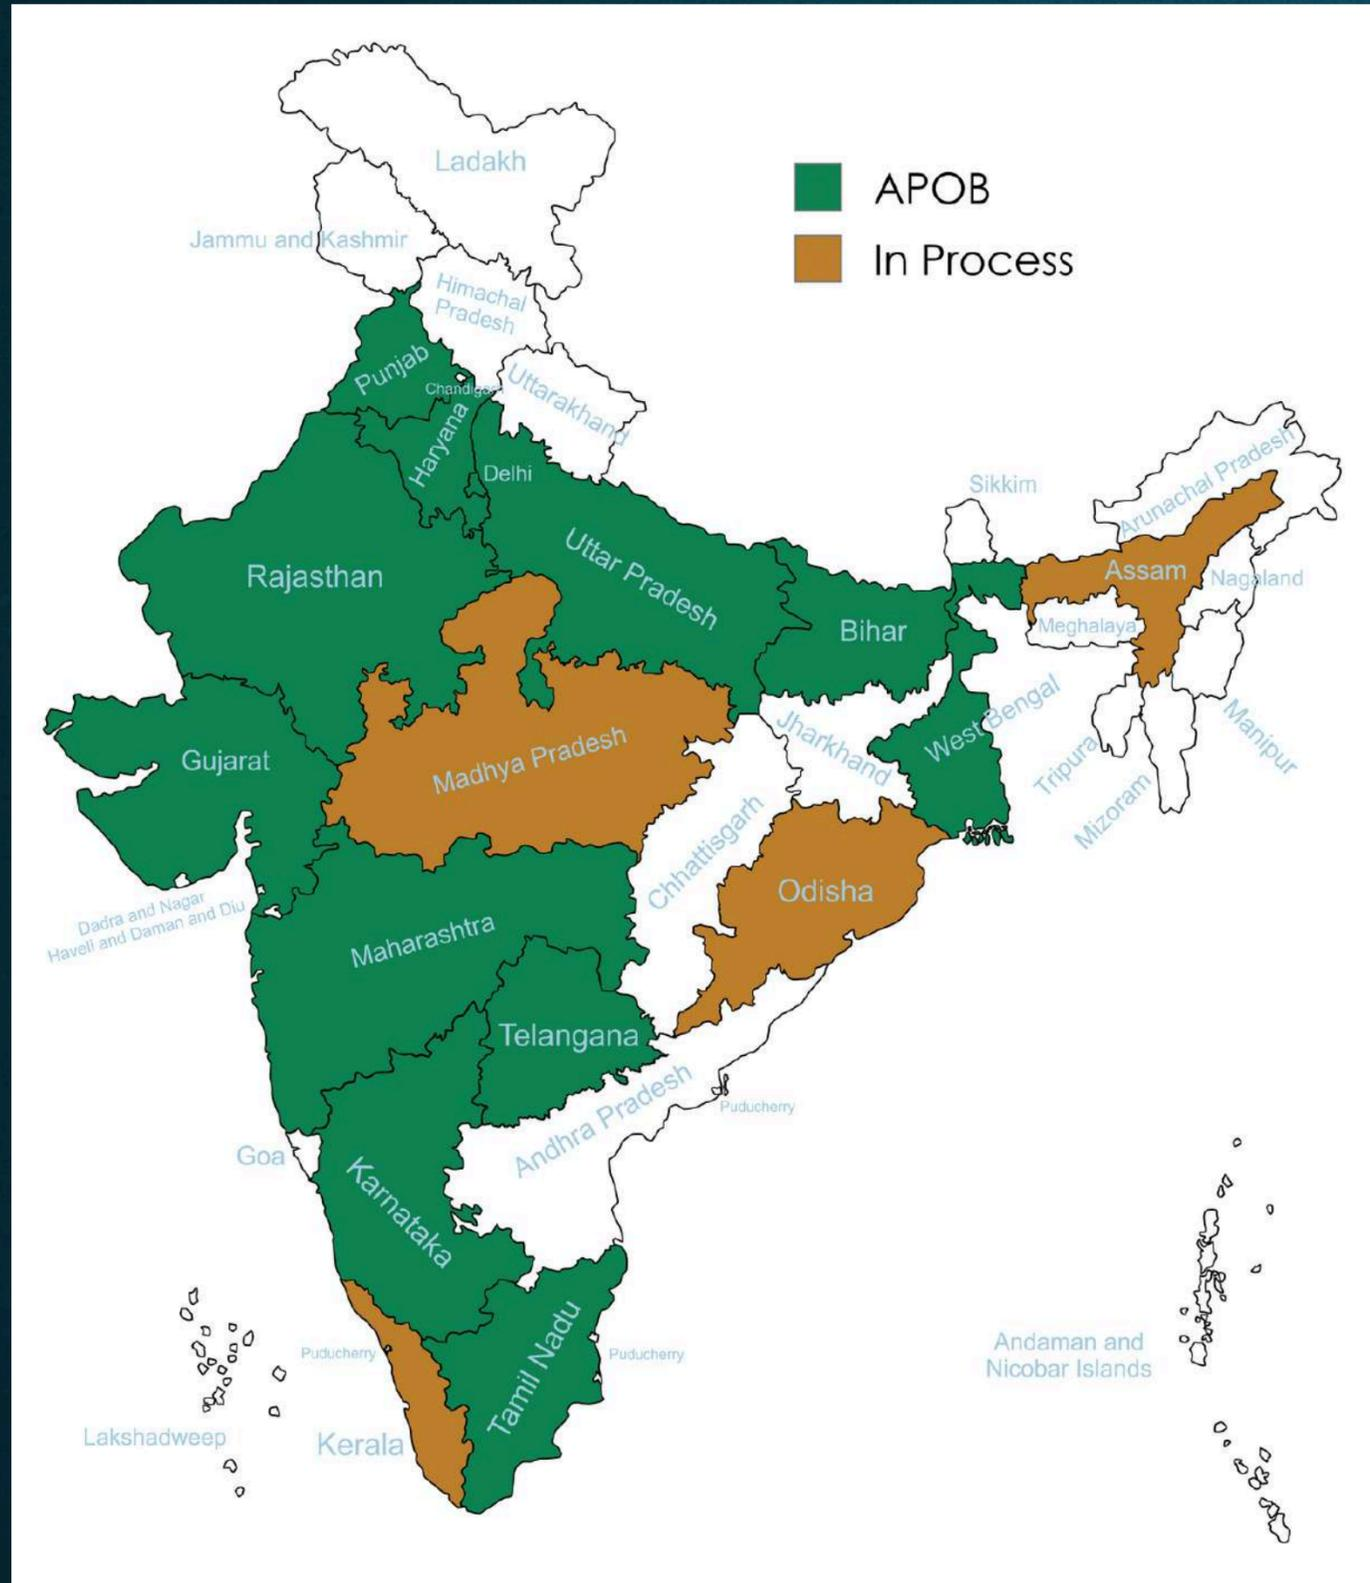 Ladakh
APOB
Jammu and Kashmir
In Process
Himachal
Pradesh
Punjab
Chandigarh
Uttarakhand
Haryana
Delhi
Sikkim
Arunachal Pradesh
Rajasthan
Uttar Pradesh
Assam
Nagaland
Bihar
Meghalaya
Gujarat
Madhya Pradesh
Jharkhand
West Bengal
Tripura
Mizoram
Manipur
Chhattisgarh
Odisha
Dadra and Nagar
Haveli and Daman and Diu
Maharashtra
Telangana
Andhra Pradesh
Puducherry
Goa
Karnataka
Andaman and
Nicobar Islands
Puducherry
Tamil Nadu
Puducherry
Lakshadweep
Kerala